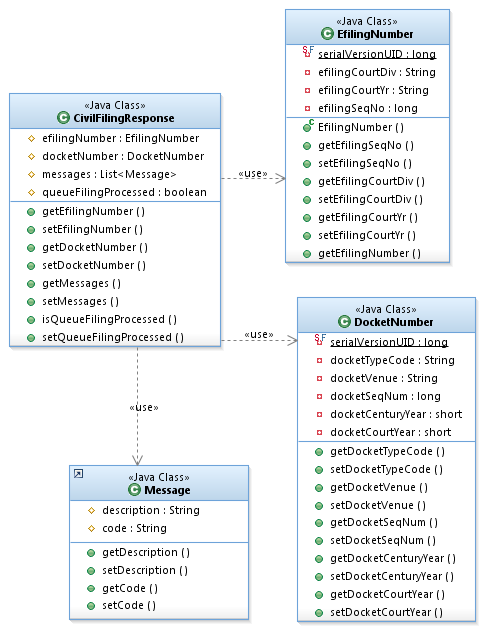 «Java Class»
EfilingNumber
S F
serialVersionUID : long
efilingCourtDiv : String
efilingCourtYr : String
efilingSeqNo : long
C
EfilingNumber ( )
getEfilingSeqNo ( )
setEfilingSeqNo ( )
getEfilingCourtDiv ( )
setEfilingCourtDiv ( )
getEfilingCourtYr ( )
setEfilingCourtYr ( )
getEfilingNumber ( )
«Java Class»
C CivilFilingResponse
efilingNumber : EfilingNumber
docketNumber : DocketNumber
messages : List<Message>
queueFilingProcessed : boolean
getEfilingNumber ( )
setEfilingNumber ( )
getDocketNumber ( )
setDocketNumber ( )
getMessages ( )
setMessages ( )
isQueueFilingProcessed ( )
setQueueFilingProcessed ( )
«use»
«use»
«use»
«Java Class»
C DocketNumber
S F
serialVersionUID : long
docketTypeCode : String
docketVenue : String
docketSeqNum : long
docketCenturyYear : short
docketCourtYear : short
getDocketTypeCode ( )
setDocketTypeCode ( )
getDocketVenue ( )
setDocketVenue ( )
getDocketSeqNum ( )
setDocketSeqNum ( )
getDocketCenturyYear ( )
setDocketCenturyYear ( )
getDocketCourtYear ( )
setDocketCourtYear ( )
«Java Class»
C Message
description : String
code : String
getDescription ( )
setDescription ( )
getCode ( )
setCode ( )